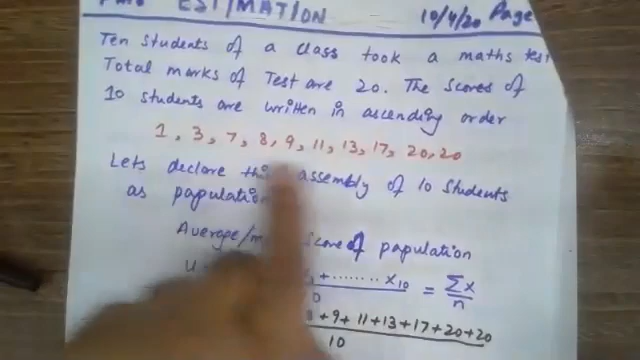 ESTIMATION 10/4/20 Page
Ten Students of a class took a maths test
Total marks of Test are 20. The Scores of
10 students are written in ascending order
1, 3, 7, 8, 9, 11, 13, 17, 20, 20
Lets declare this assembly of 10 Students
as papulation
Average/ Score of papulation
+ ........ X10 = Σx
n
+ 9 + 11 + 13 + 17 + 20 + 20
10